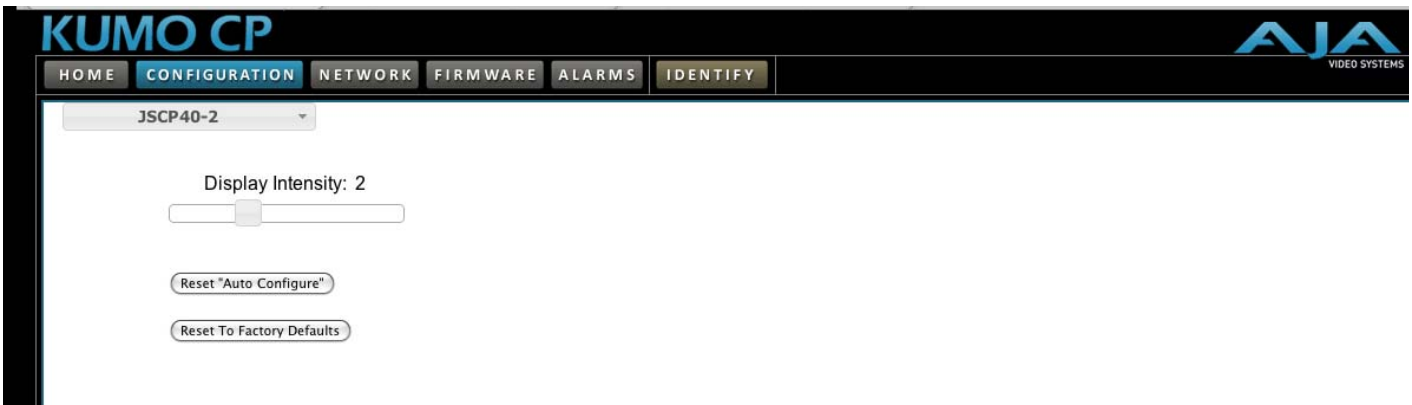 KUMO CP
AJA
VIDEO SYSTEMS
HOME CONFIGURATION NETWORK FIRMWARE ALARMS IDENTIFY
JSCP40-2
Display Intensity: 2
Reset "Auto Configure"
Reset To Factory Defaults